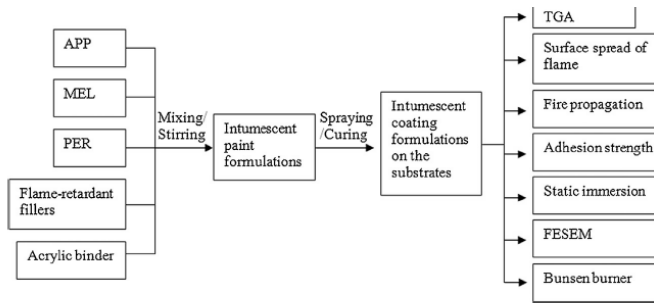 APP
MEL
PER
Flame-retardant
fillers
Acrylic binder
Mixing/
Stirring
Intumescent
paint
formulations
Spraying
/Curing
Intumescent
coating
formulations
on the
substrates
TGA
Surface spread of
flame
Fire propagation
Adhesion strength
Static immersion
FESEM
Bunsen burner